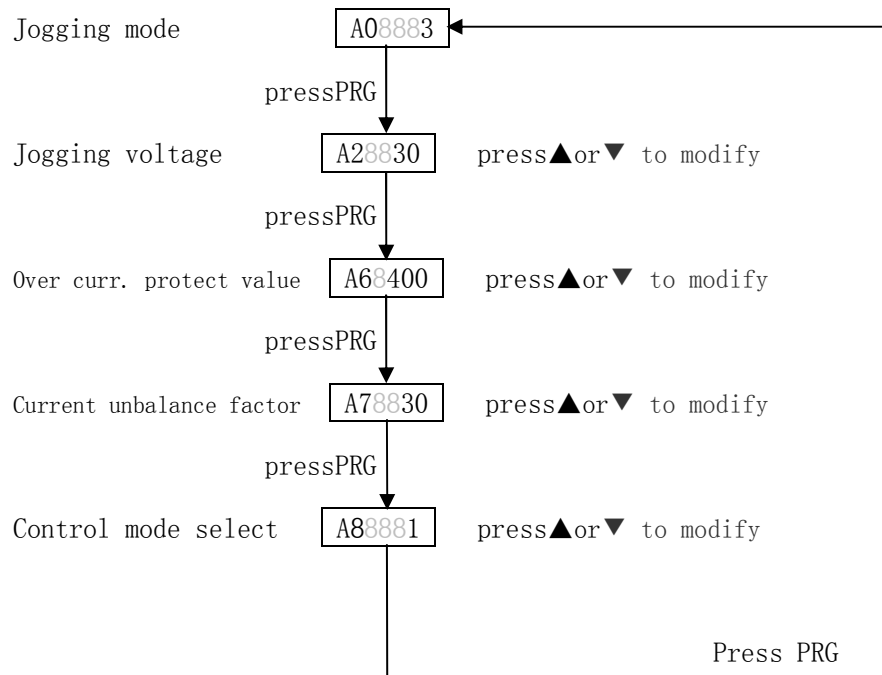 Jogging mode A08883
pressPRG
Jogging voltage A28830 press▲or▼ to modify
pressPRG
Over curr. protect value A68400 press▲or▼ to modify
pressPRG
Current unbalance factor A78830 press▲or▼ to modify
pressPRG
Control mode select A88881 press▲or▼ to modify
Press PRG